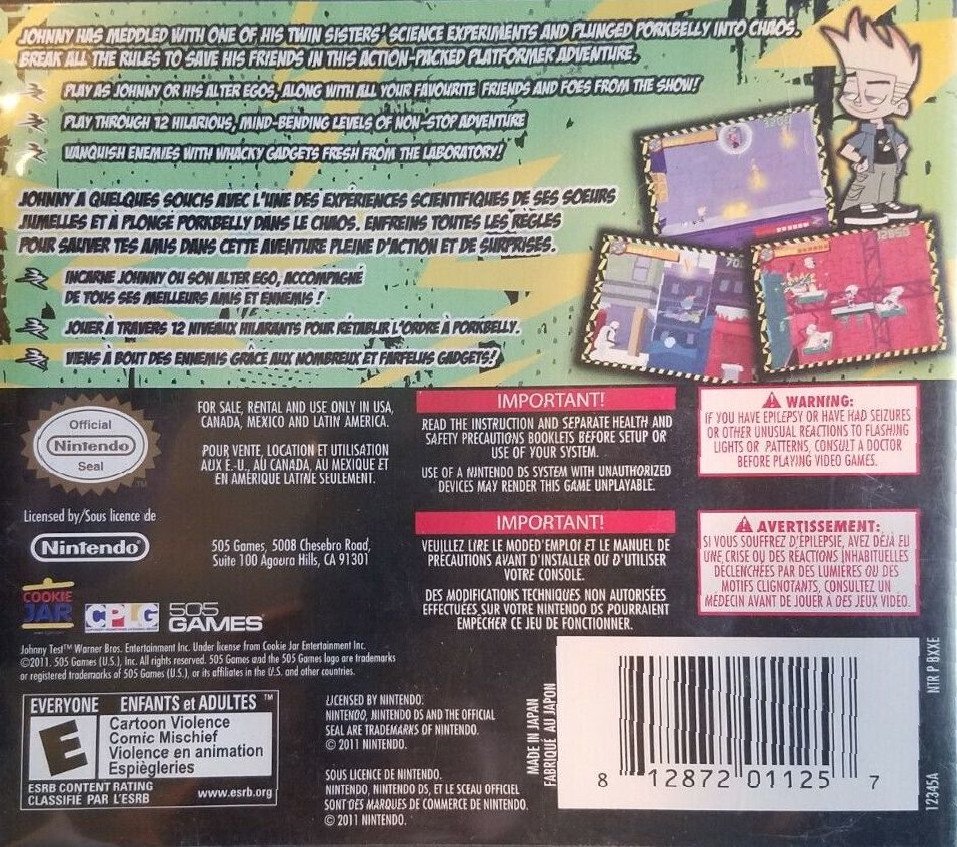 JOHNNY HAS MEDDLED WITH ONE OF HIS TWIN SISTERS' SCIENCE EXPERIMENTS AND PLUNGED PORKBELLY INTO CHAOS.
BREAK ALL THE RULES TO SAVE HIS FRIENDS IN THIS ACTION-PACKED PLATFORMER ADVENTURE.
PLAY AS JOHNNY OR HIS ALTER EGOS, ALONG WITH ALL YOUR FAVOURITE FRIENDS AND FOES FROM THE SHOW!
PLAY THROUGH 12 HILARIOUS, MIND-BENDING LEVELS OF NON-STOP ADVENTURE
VANQUISH ENEMIES WITH WHACKY GADGETS FRESH FROM THE LABORATORY!
JOHNNY A QUELQUES SOUCIS AVEC L'UNE DES EXPÉRIENCES SCIENTIFIQUES DE SES SOEURS
JUMELLES ET A PLONGÉ PORKBELLY DANS LE CHAOS. ENFREINS TOUTES LES RÈGLES
POUR SAUVER TES AMIS DANS CETTE AVENTURE PLEINE D'ACTION ET DE SURPRISES.
INCARNE JOHNNY OU SON ALTER EGO, ACCOMPAGNÉ
DE TOUS SES MEILLEURS AMIS ET ENNEMIS !
JOUER À TRAVERS 12 NIVEAUX HILARANTS POUR RÉTABLIR L'ORDRE À PORKBELLY.
VIENS À BOUT DES ENNEMIS GRÂCE AUX NOMBREUX ET FARFELUS GADGETS!
Official
Nintendo
Seal
FOR SALE, RENTAL AND USE ONLY IN USA,
CANADA, MEXICO AND LATIN AMERICA.
POUR VENTE, LOCATION ET UTILISATION
AUX É.-U., AU CANADA, AU MEXIQUE ET
EN AMÉRIQUE LATINE SEULEMENT.
IMPORTANT!
READ THE INSTRUCTION AND SEPARATE HEALTH AND
SAFETY PRECAUTIONS BOOKLETS BEFORE SETUP OR
USE OF YOUR SYSTEM.
USE OF A NINTENDO DS SYSTEM WITH UNAUTHORIZED
DEVICES MAY RENDER THIS GAME UNPLAYABLE.
WARNING:
IF YOU HAVE EPILEPSY OR HAVE HAD SEIZURES
OR OTHER UNUSUAL REACTIONS TO FLASHING
LIGHTS OR PATTERNS, CONSULT A DOCTOR
BEFORE PLAYING VIDEO GAMES.
Licensed by/Sous licence de
Nintendo
505 Games, 5008 Chesebro Road,
Suite 100 Agoura Hills, CA 91301
IMPORTANT!
VEUILLEZ LIRE LE MODED'EMPLOI ET LE MANUEL DE
PRÉCAUTIONS AVANT D'INSTALLER OU D'UTILISER
VOTRE CONSOLE.
DES MODIFICATIONS TECHNIQUES NON AUTORISÉES
EFFECTUÉES SUR VOTRE NINTENDO DS POURRAIENT
EMPÊCHER CE JEU DE FONCTIONNER.
AVERTISSEMENT:
SI VOUS SOUFFREZ D'ÉPILEPSIE, AVEZ DÉJÀ EU
UNE CRISE OU DES RÉACTIONS INHABITUELLES
DÉCLENCHÉES PAR DES LUMIÈRES OU DES
MOTIFS CLIGNOTANTS, CONSULTEZ UN
MÉDECIN AVANT DE JOUER À DES JEUX VIDÉO.
COOKIE
JAR
CPLG
505
GAMES
Johnny Test™ Warner Bros. Entertainment Inc. Under license from Cookie Jar Entertainment Inc.
©2011. 505 Games (U.S.), Inc. All rights reserved. 505 Games and the 505 Games logo are trademarks
or registered trademarks of 505 Games (U.S.), or its affiliates in the U.S. and other countries.
EVERYONE ENFANTS et ADULTES ™
E
Cartoon Violence
Comic Mischief
Violence en animation
Espiègleries
ESRB CONTENT RATING
CLASSIFIÉ PAR L'ESRB
www.esrb.org
LICENSED BY NINTENDO.
NINTENDO, NINTENDO DS AND THE OFFICIAL
SEAL ARE TRADEMARKS OF NINTENDO.
© 2011 NINTENDO.
SOUS LICENCE DE NINTENDO.
NINTENDO, NINTENDO DS, ET LE SCEAU OFFICIEL
SONT DES MARQUES DE COMMERCE DE NINTENDO.
© 2011 NINTENDO.
MADE IN JAPAN
FABRIQUÉ AU JAPON
8 12872 01125 7
NTR P BXXE
12345A